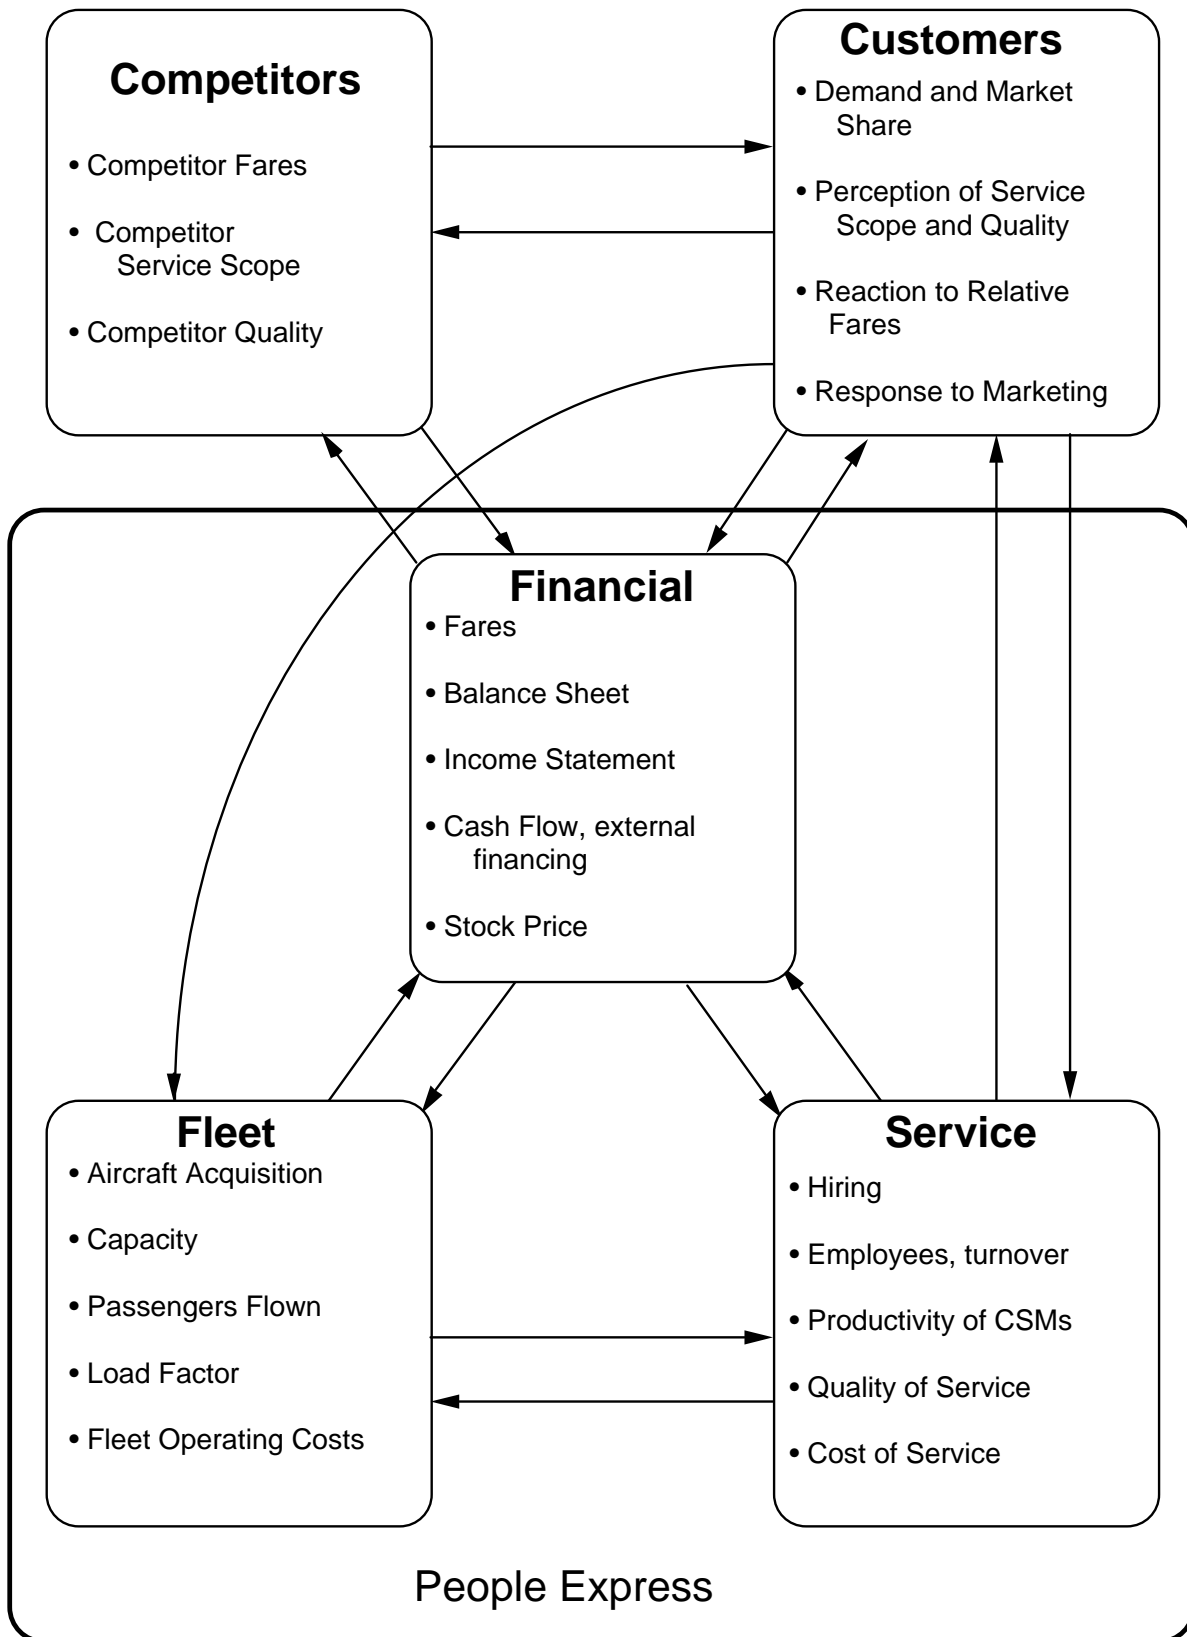 Competitors
• Competitor Fares
• Competitor
Service Scope
• Competitor Quality
Customers
• Demand and Market
Share
• Perception of Service
Scope and Quality
• Reaction to Relative
Fares
• Response to Marketing
Financial
• Fares
• Balance Sheet
• Income Statement
• Cash Flow, external
financing
• Stock Price
Fleet
• Aircraft Acquisition
• Capacity
• Passengers Flown
• Load Factor
• Fleet Operating Costs
Service
• Hiring
• Employees, turnover
• Productivity of CSMs
• Quality of Service
• Cost of Service
People Express